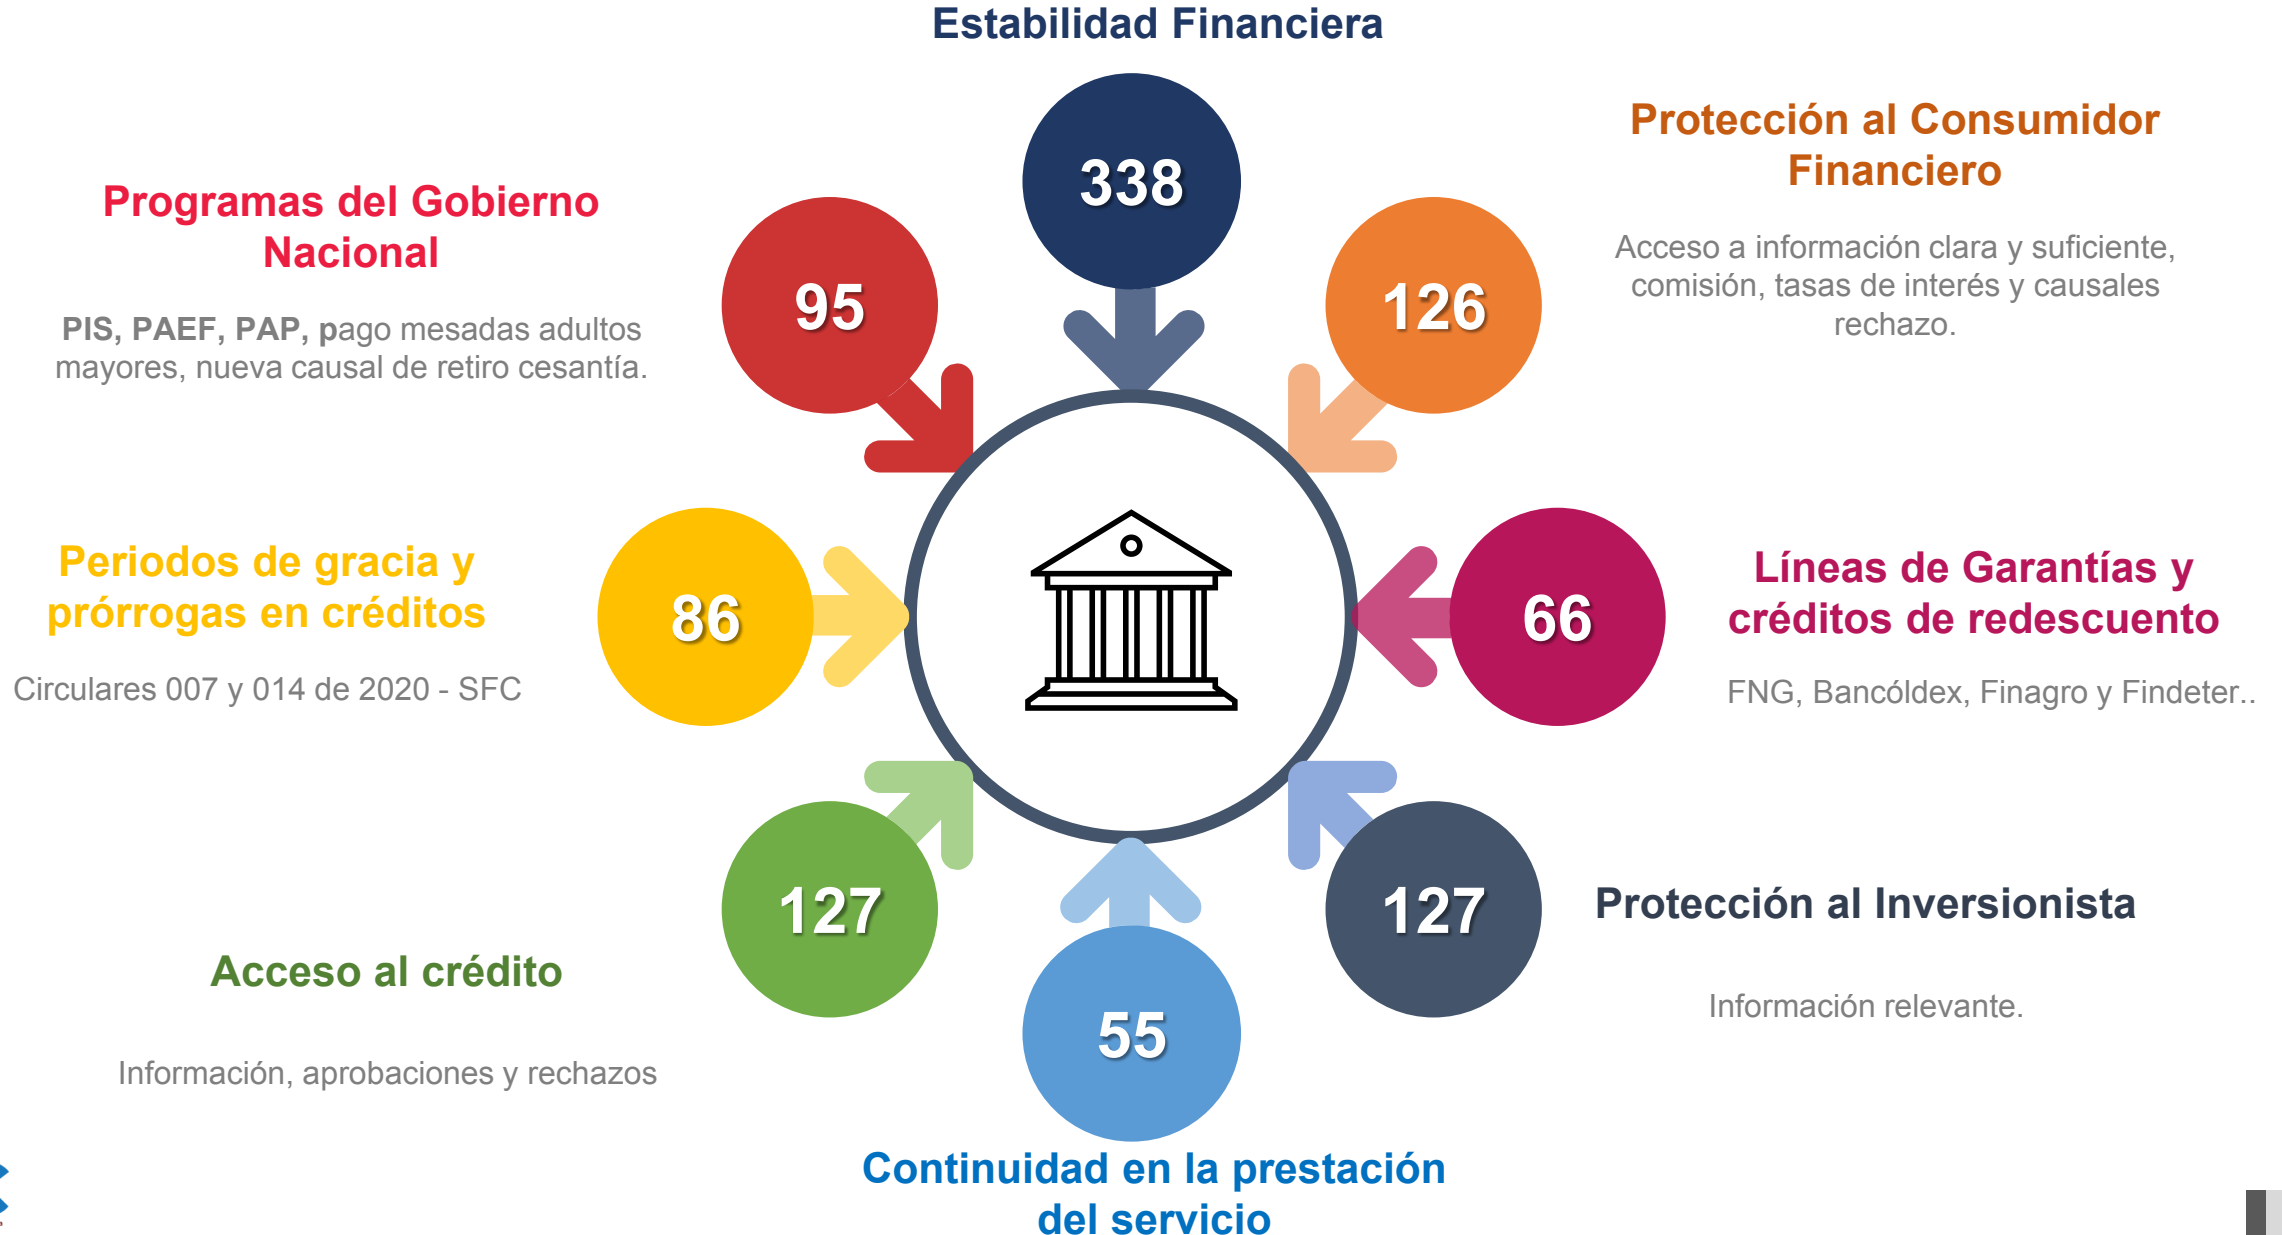 Estabilidad Financiera
338
Protección al Consumidor
Financiero
Acceso a información clara y suficiente,
comisión, tasas de interés y causales
rechazo.
126
Programas del Gobierno
Nacional
PIS, PAEF, PAP, pago mesadas adultos
mayores, nueva causal de retiro cesantía.
95
Periodos de gracia y
prórrogas en créditos
Circulares 007 y 014 de 2020 - SFC
86
66
Líneas de Garantías y
créditos de redescuento
FNG, Bancóldex, Finagro y Findeter..
127
Acceso al crédito
Información, aprobaciones y rechazos
127
Protección al Inversionista
Información relevante.
55
Continuidad en la prestación
del servicio